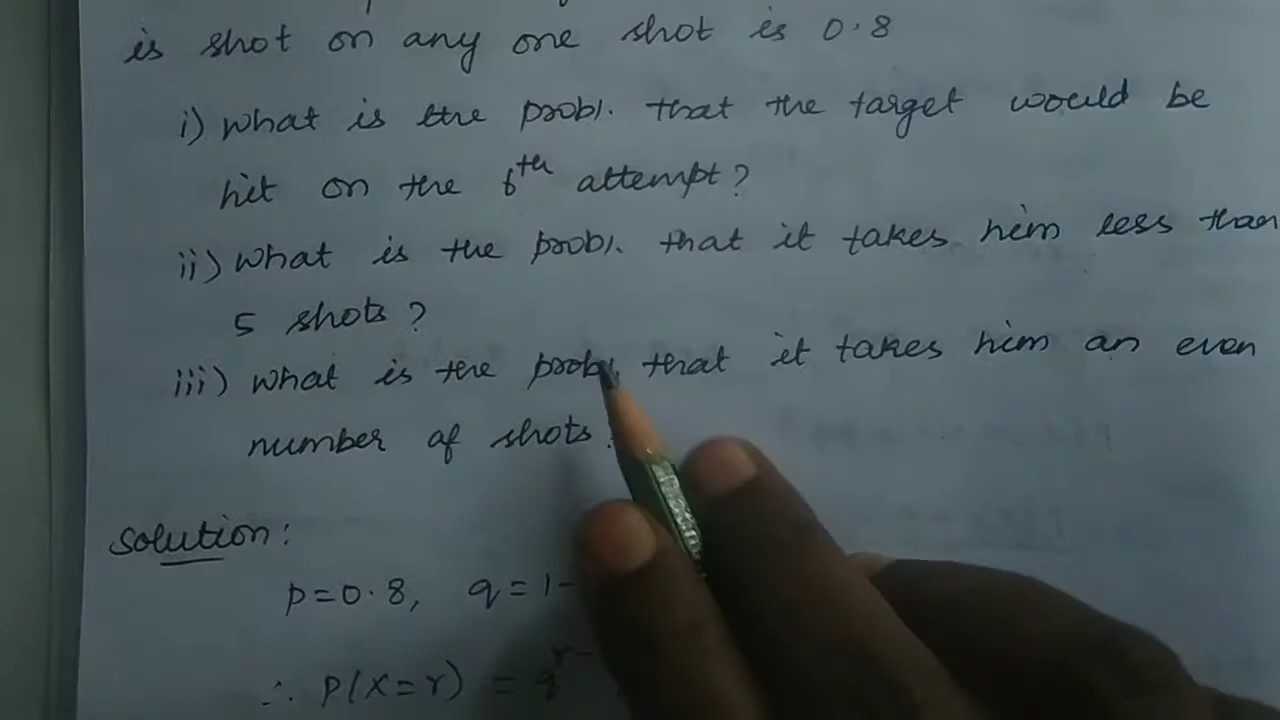 is shot on any one shot is 0.8
i) what is the probl. that the target would be
hit on the 6th attempt?
ii) what is the probl. that it takes him less than
5 shots?
iii) what is the probl. that it takes him an even
number of shots
Solution:
p=0.8, q=1-
∴ P(X=r) = q^r-